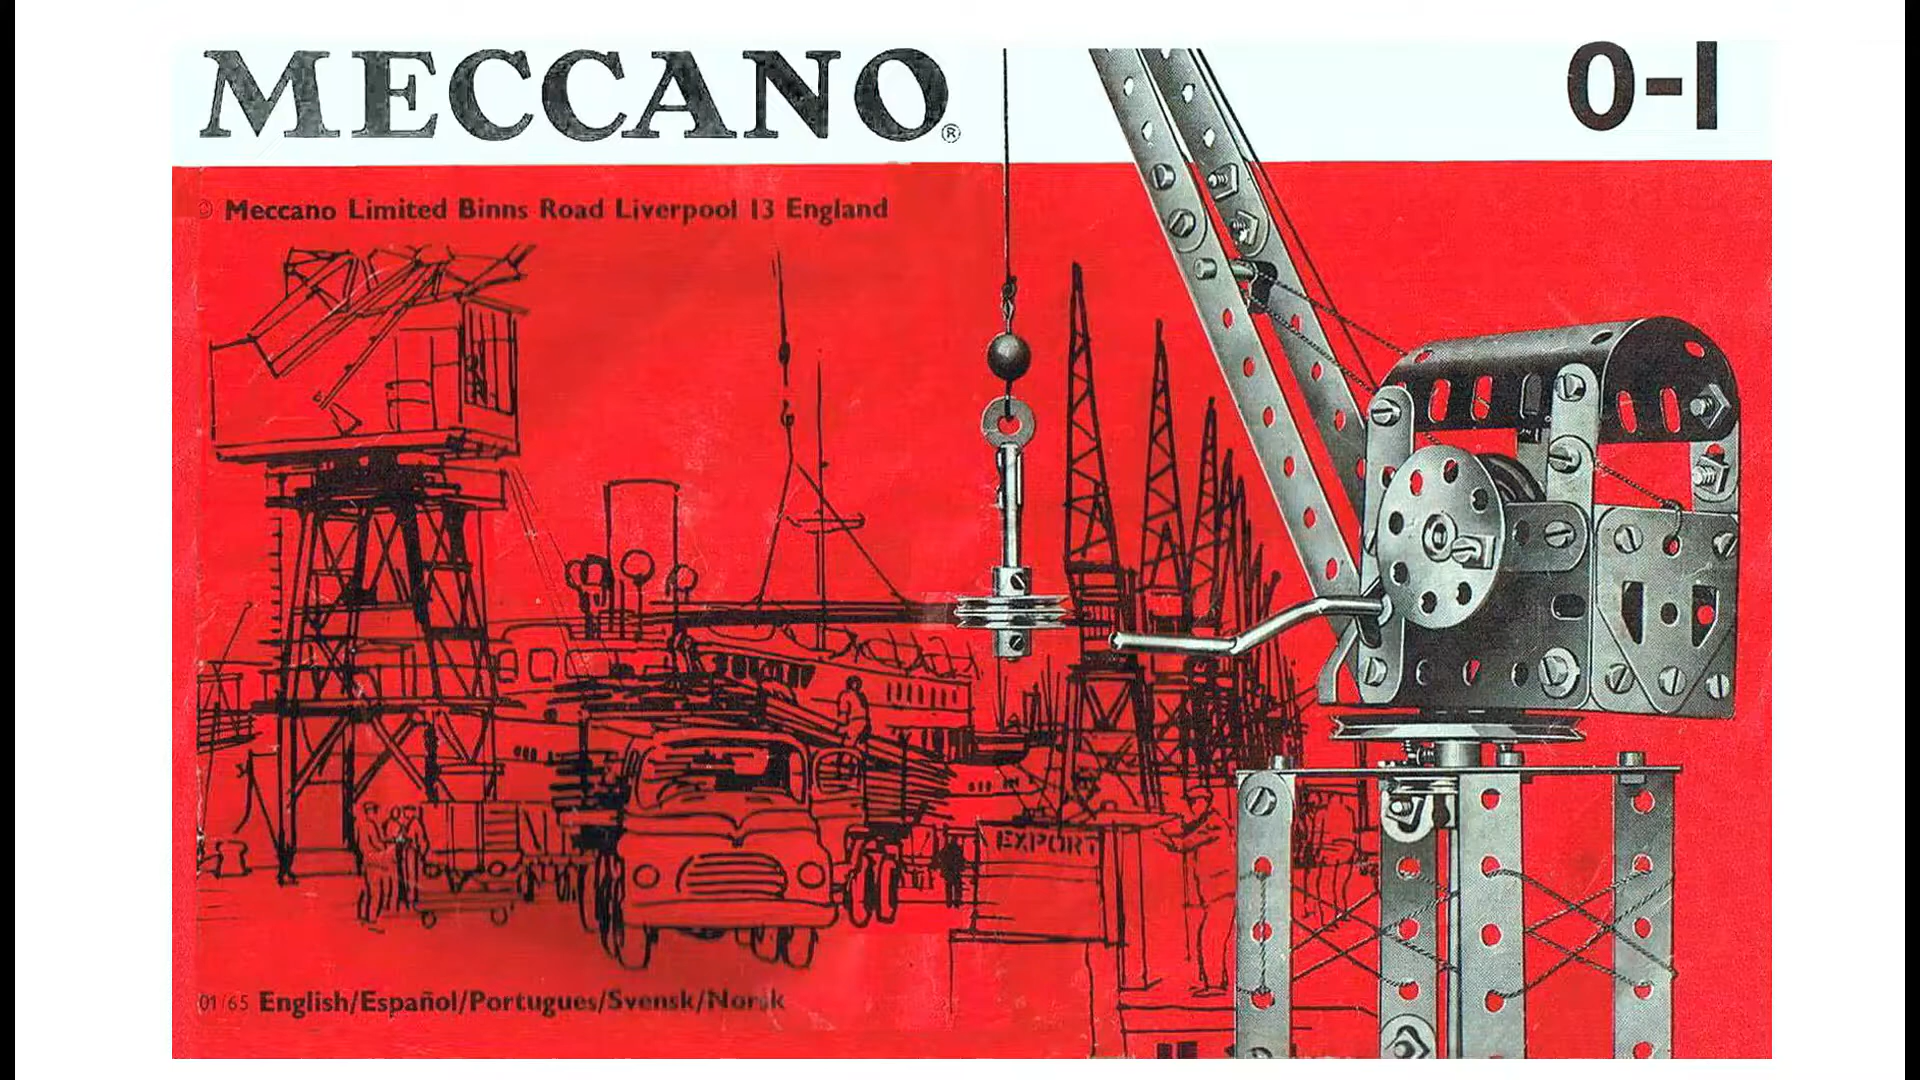 MECCANO®
0-1
© Meccano Limited Binns Road Liverpool 13 England
EXPORT
01/65 English/Español/Portugues/Svensk/Norsk